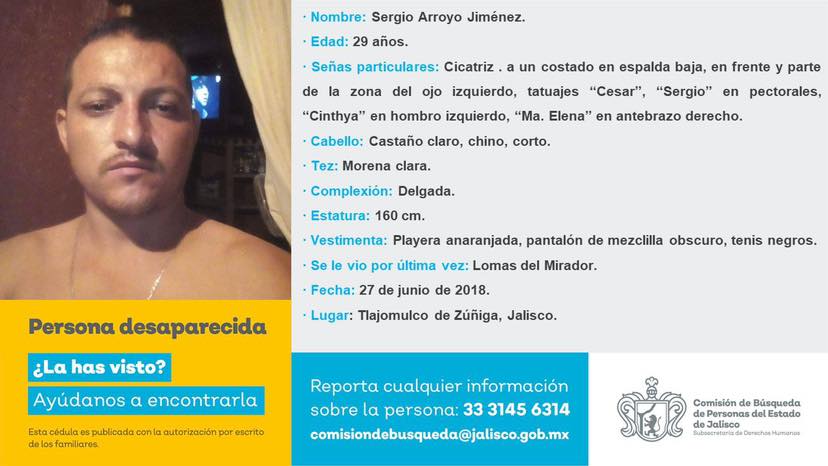 · Nombre: Sergio Arroyo Jiménez.
· Edad: 29 años.
· Señas particulares: Cicatriz . a un costado en espalda baja, en frente y parte
de la zona del ojo izquierdo, tatuajes “Cesar”, “Sergio” en pectorales,
“Cinthya” en hombro izquierdo, “Ma. Elena” en antebrazo derecho.
· Cabello: Castaño claro, chino, corto.
· Tez: Morena clara.
· Complexión: Delgada.
· Estatura: 160 cm.
· Vestimenta: Playera anaranjada, pantalón de mezclilla obscuro, tenis negros.
· Se le vio por última vez: Lomas del Mirador.
· Fecha: 27 de junio de 2018.
· Lugar: Tlajomulco de Zúñiga, Jalisco.
Persona desaparecida
¿La has visto?
Ayúdanos a encontrarla
Esta cédula es publicada con la autorización por escrito
de los familiares.
Reporta cualquier información
sobre la persona: 33 3145 6314
comisiondebusqueda@jalisco.gob.mx
Comisión de Búsqueda
de Personas del Estado
de Jalisco
Subsecretaría de Derechos Humanos